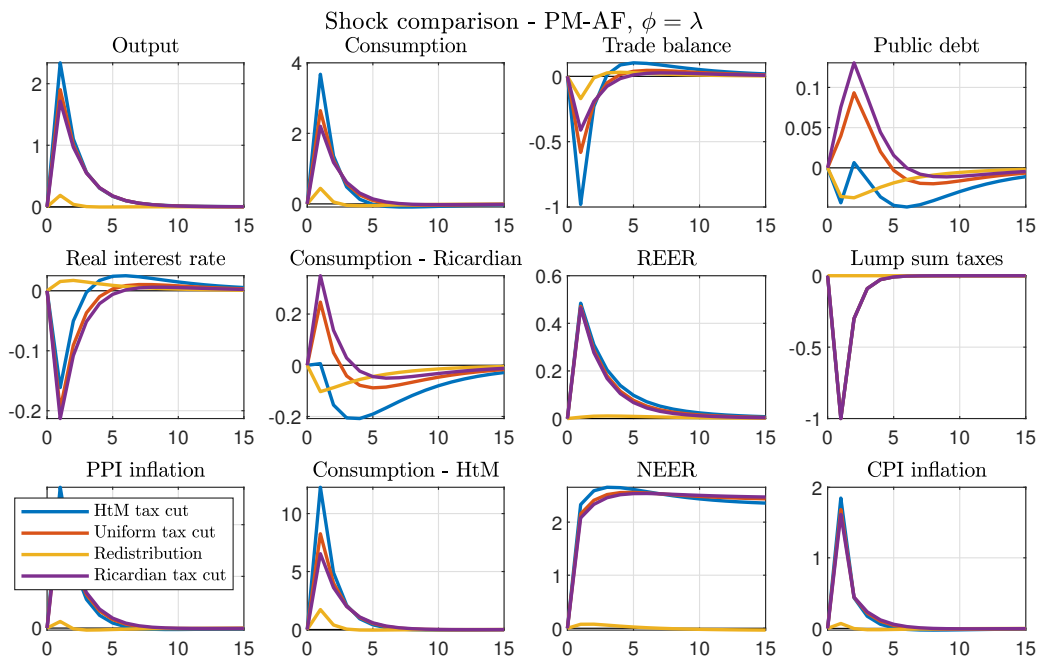 Shock comparison - PM-AF, ϕ = λ
Output
Consumption
Trade balance
Public debt
2
1
0
0 5 10 15
4
2
0
0 5 10 15
0
-0.5
-1
0 5 10 15
0.1
0.05
0
0 5 10 15
Real interest rate
Consumption - Ricardian
REER
Lump sum taxes
0
-0.1
-0.2
0 5 10 15
0.2
0
-0.2
0 5 10 15
0.6
0.4
0.2
0
0 5 10 15
0
-0.5
-1
0 5 10 15
PPI inflation
Consumption - HtM
NEER
CPI inflation
HtM tax cut
Uniform tax cut
Redistribution
Ricardian tax cut
0
0 5 10 15
10
5
0
0 5 10 15
2
1
0
0 5 10 15
2
1
0
0 5 10 15